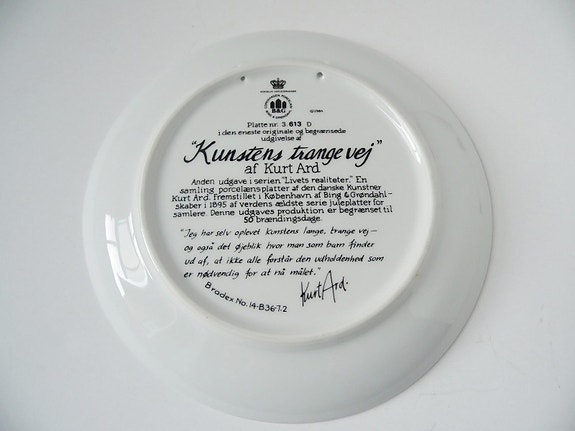 B&G
©1986
Platte nr. 3.613 D
i den eneste originale og begrænsede
udgivelse af
"Kunstens trange vej"
af Kurt Ard
Anden udgave i serien "Livets realiteter." En
samling porcelænsplatter af den danske Kunstner
Kurt Ard. fremstillet i København af Bing & Grøndahl-
skaber i 1895 af verdens ældste serie juleplatter for
samlere. Denne udgaves produktion er begrænset til
50 brændingsdage.
"Jeg har selv oplevet kunstens lange, trange vej—
og også det øjeblik hvor man som barn finder
ud af, at ikke alle forstår den udholdenhed som
er nødvendig for at nå målet."
Kurt Ard.
Bradex No. 14-B36-7.2